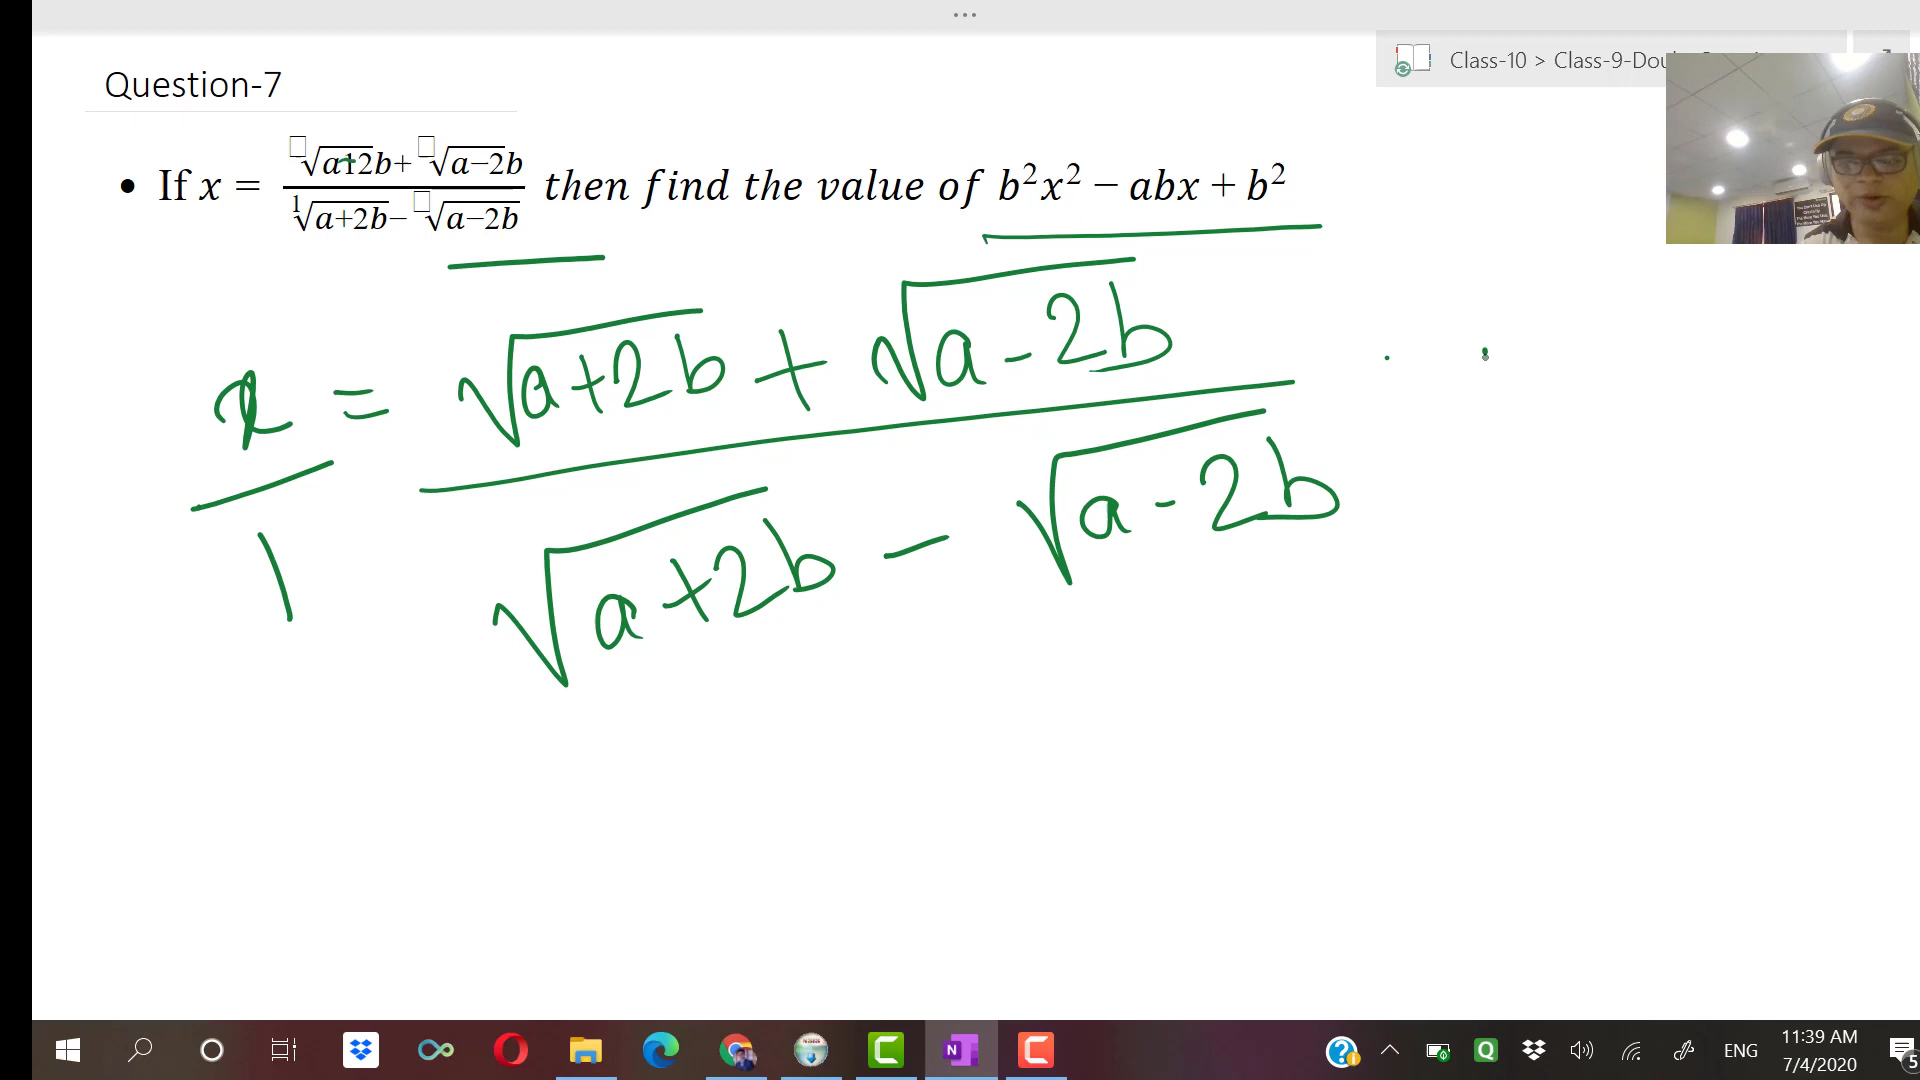 Class-10 > Class-9-Dou
Question-7
• If x = (√a+2b + √a−2b) / (√a+2b − √a−2b) then find the value of b²x² − abx + b²
x/1 = (√a+2b + √a-2b) / (√a+2b − √a-2b)
ENG
11:39 AM
7/4/2020
5